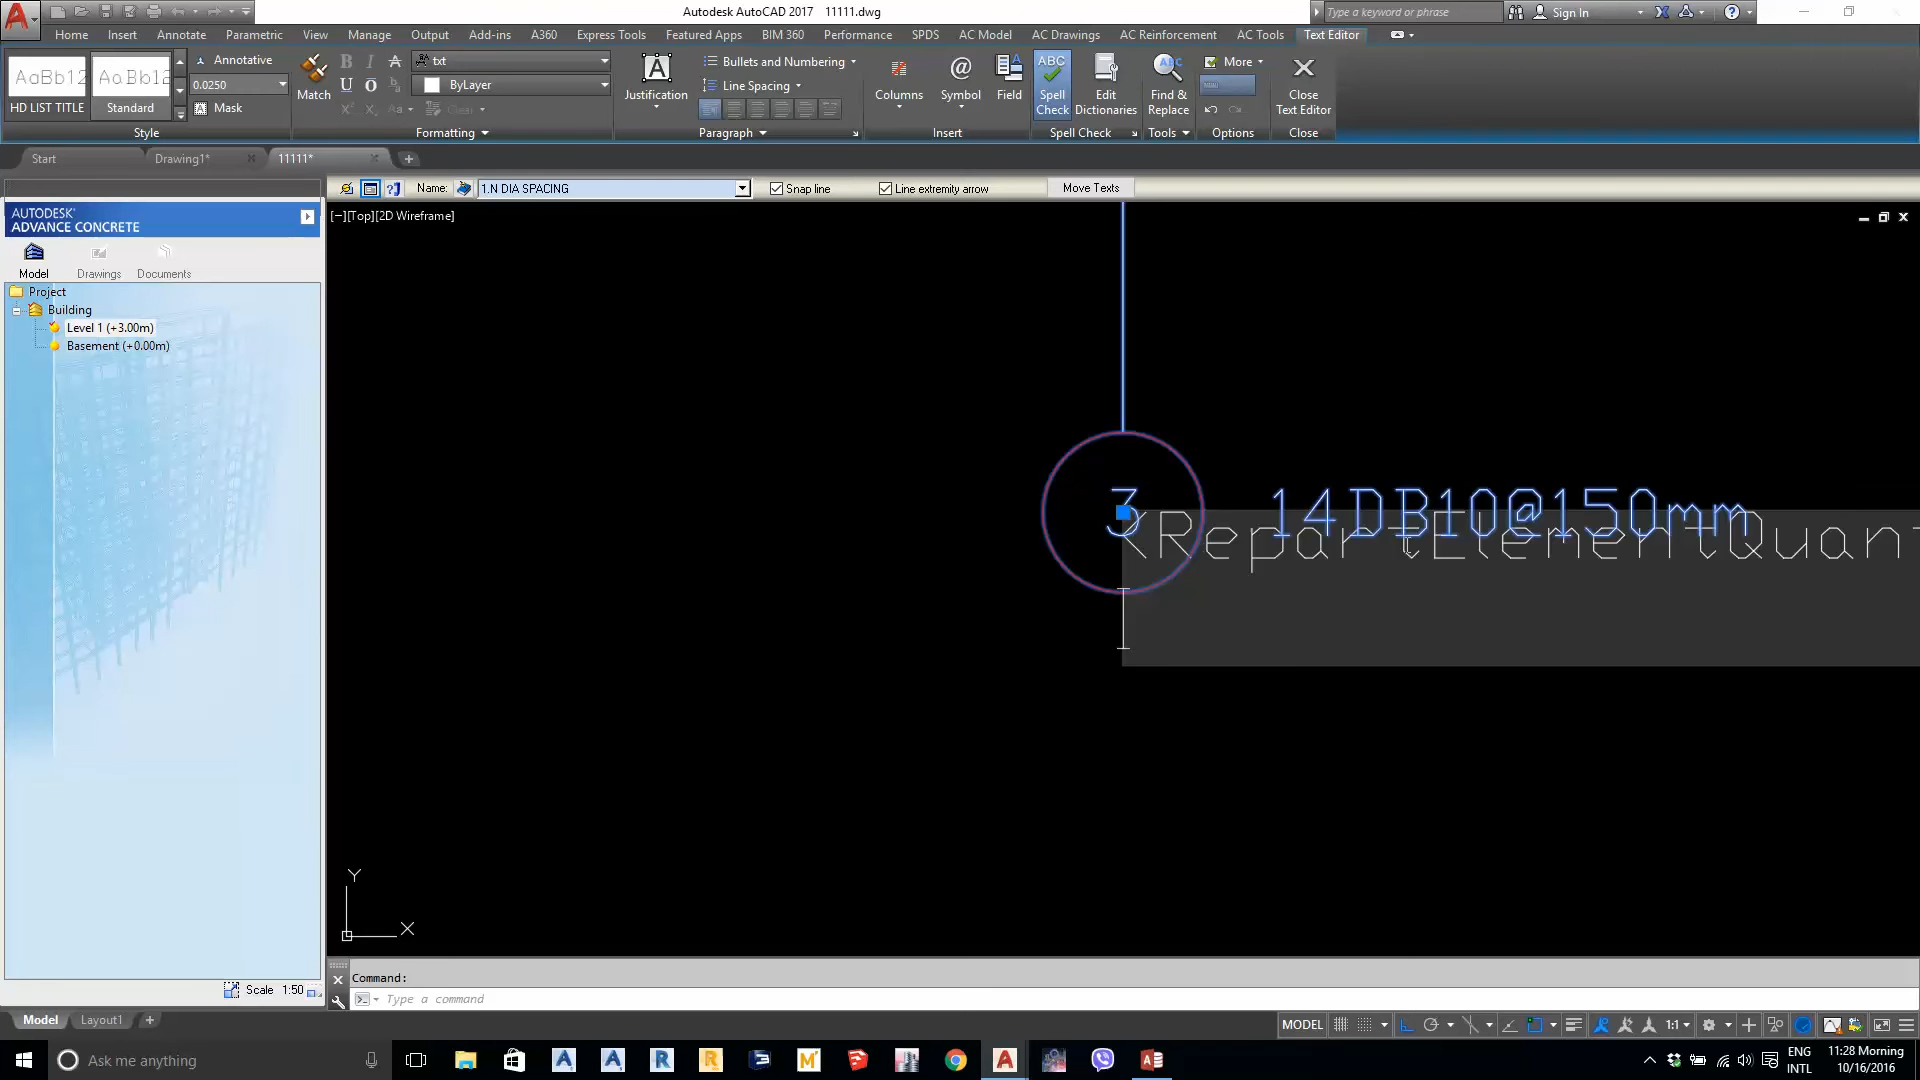 Autodesk AutoCAD 2017 11111.dwg
Type a keyword or phrase
Sign In
Home Insert Annotate Parametric View Manage Output Add-ins A360 Express Tools Featured Apps BIM 360 Performance SPDS AC Model AC Drawings AC Reinforcement AC Tools Text Editor
AaBb12 AaBb12
HD LIST TITLE Standard
Annotative
0.0250
Mask
Style
Match
txt
ByLayer
Clear
Formatting
Justification
Bullets and Numbering
Line Spacing
Paragraph
Columns
Symbol
Field
Insert
ABC
Spell
Check
Edit
Dictionaries
Spell Check
ABC
Find &
Replace
Tools
More
Options
Close
Text Editor
Close
Start Drawing1* 11111*
Name: 1.N DIA SPACING Snap line Line extremity arrow Move Texts
AUTODESK®
ADVANCE CONCRETE
Model Drawings Documents
Project
Building
Level 1 (+3.00m)
Basement (+0.00m)
Scale 1:50
[−][Top][2D Wireframe]
3 14DB10@150mm
<RepartElementQuant
Y
X
Command:
Type a command
Model Layout1
MODEL 1:1
Ask me anything
ENG
INTL
11:28 Morning
10/16/2016